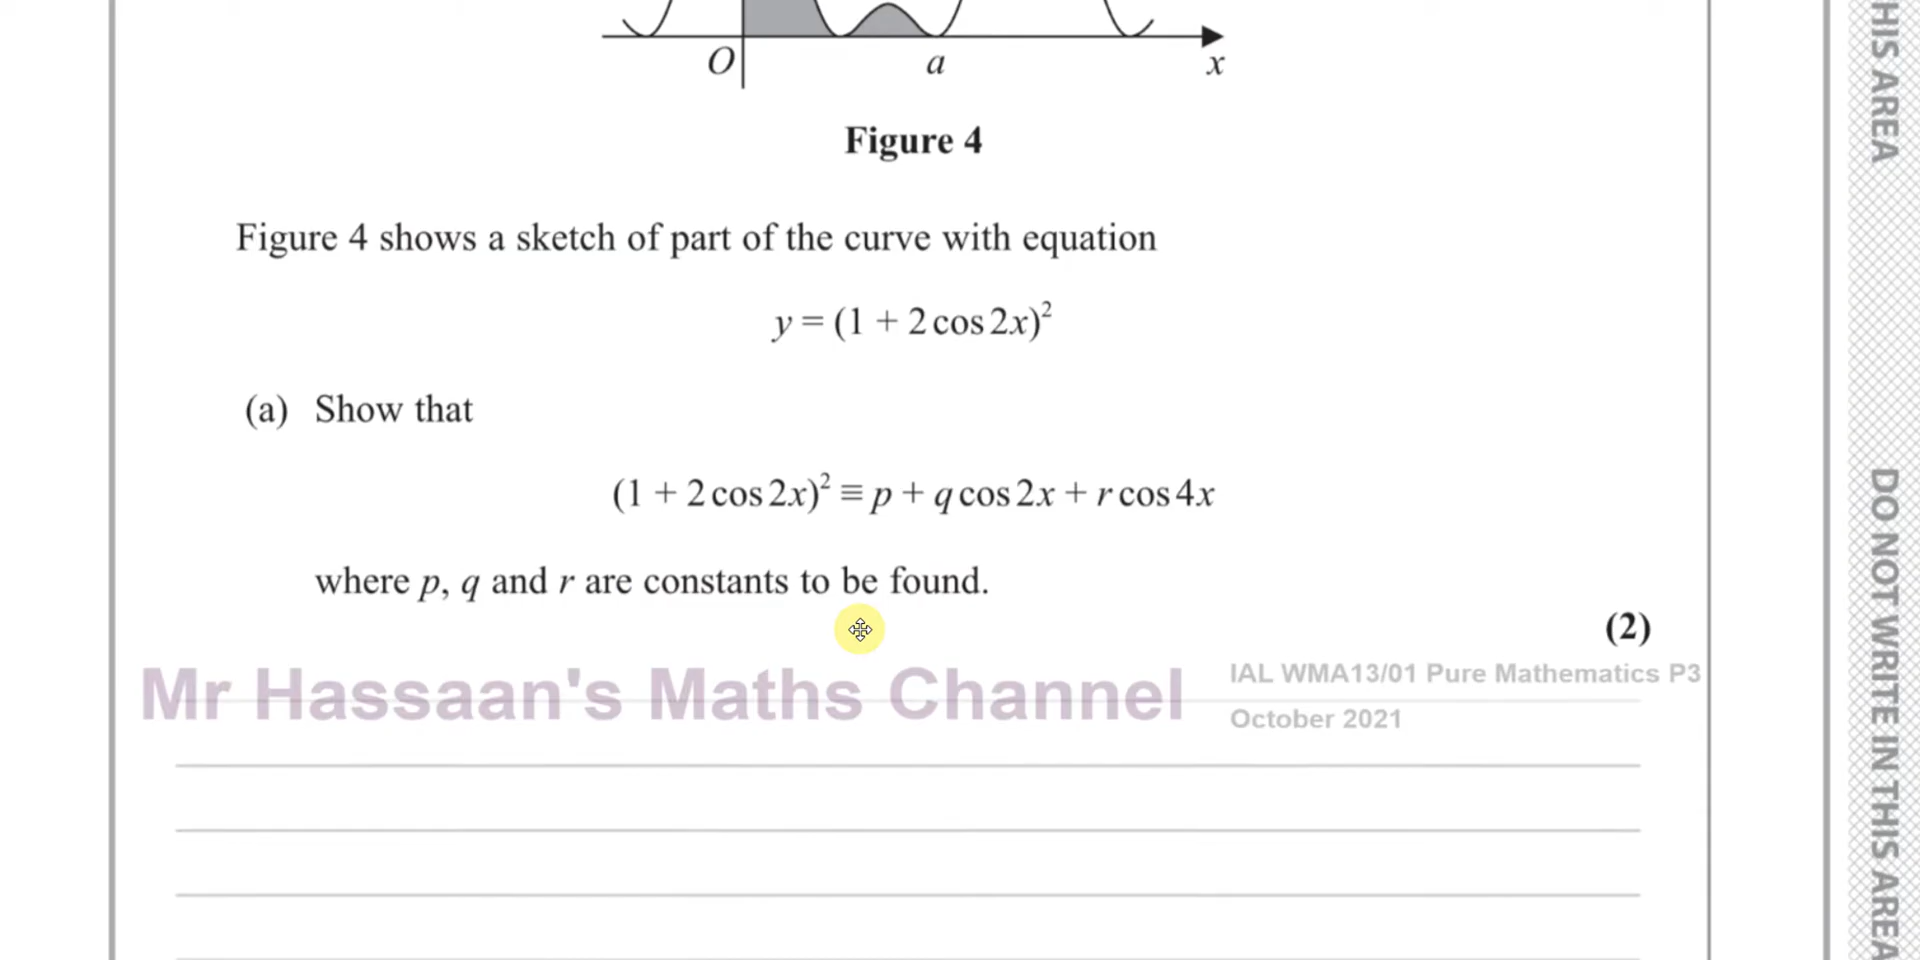 O
a
x
Figure 4
Figure 4 shows a sketch of part of the curve with equation
y = (1 + 2 cos 2x)²
(a) Show that
(1 + 2 cos 2x)² ≡ p + q cos 2x + r cos 4x
where p, q and r are constants to be found.
(2)
Mr Hassaan's Maths Channel
IAL WMA13/01 Pure Mathematics P3
October 2021
HIS AREA
DO NOT WRITE IN THIS AREA